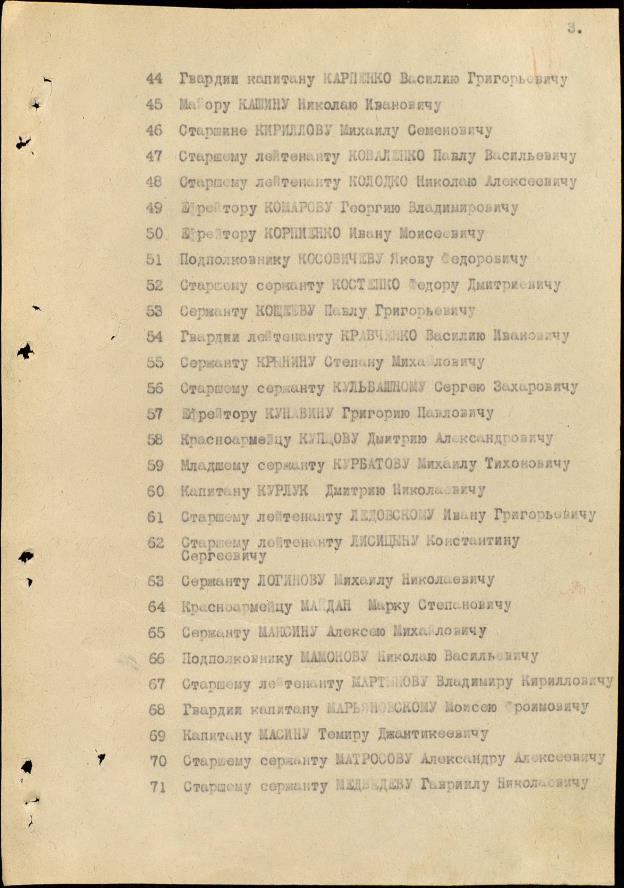 3.
44 Гвардии капитану КАРПЕНКО Василию Григорьевичу
45 Майору КАШИНУ Николаю Ивановичу
46 Старшине КИРИЛЛОВУ Михаилу Семеновичу
47 Старшему лейтенанту КОВАЛЕНКО Павлу Васильевичу
48 Старшему лейтенанту КОЛОДКО Николаю Алексеевичу
49 Ефрейтору КОМАРОВУ Георгию Владимировичу
50 Ефрейтору КОРНИЕНКО Ивану Моисеевичу
51 Подполковнику КОСОВИЧЕВУ Якову Федоровичу
52 Старшему сержанту КОСТЕНКО Федору Дмитриевичу
53 Сержанту КОЩЕЕВУ Павлу Григорьевичу
54 Гвардии лейтенанту КРАВЧЕНКО Василию Ивановичу
55 Сержанту КРЫНИНУ Степану Михайловичу
56 Старшему сержанту КУЛЬБАШНОМУ Сергею Захаровичу
57 Ефрейтору КУНАВИНУ Григорию Павловичу
58 Красноармейцу КУПЦОВУ Дмитрию Александровичу
59 Младшему сержанту КУРБАТОВУ Михаилу Тихоновичу
60 Капитану КУРЛУК Дмитрию Николаевичу
61 Старшему лейтенанту ЛЕДОВСКОМУ Ивану Григорьевичу
62 Старшему лейтенанту ЛИСИЦЫНУ Константину
Сергеевичу
63 Сержанту ЛОГИНОВУ Михаилу Николаевичу
64 Красноармейцу МАЙДАН Марку Степановичу
65 Сержанту МАКСИНУ Алексею Михайловичу
66 Подполковнику МАМОНОВУ Николаю Васильевичу
67 Старшему лейтенанту МАРТЫНОВУ Владимиру Кирилловичу
68 Гвардии капитану МАРЬЯНОВСКОМУ Моисею Фроимовичу
69 Капитану МАСИНУ Темиру Джантикеевичу
70 Старшему сержанту МАТРОСОВУ Александру Алексеевичу
71 Старшему сержанту МЕДВЕДЕВУ Гавриилу Николаевичу